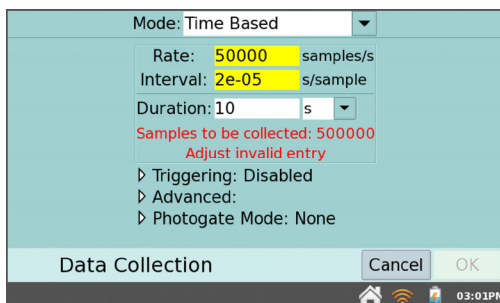 Mode: Time Based
Rate: 50000 samples/s
Interval: 2e-05 s/sample
Duration: 10 s
Samples to be collected: 500000
Adjust invalid entry
Triggering: Disabled
Advanced:
Photogate Mode: None
Data Collection Cancel OK
03:01PM